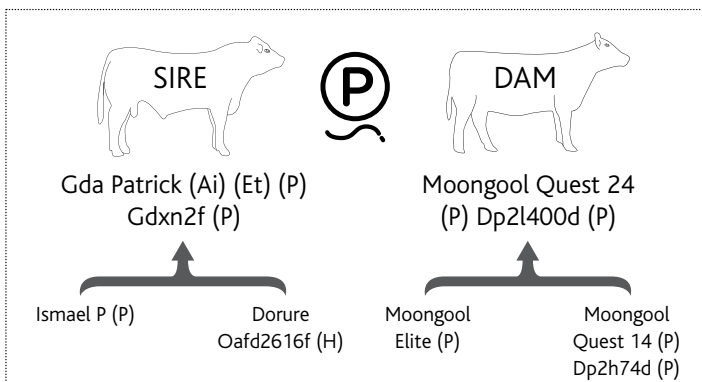 SIRE
P
DAM
Gda Patrick (Ai) (Et) (P)
Gdxn2f (P)
Moongool Quest 24
(P) Dp2l400d (P)
Ismael P (P)
Dorure
Oafd2616f (H)
Moongool
Elite (P)
Moongool
Quest 14 (P)
Dp2h74d (P)